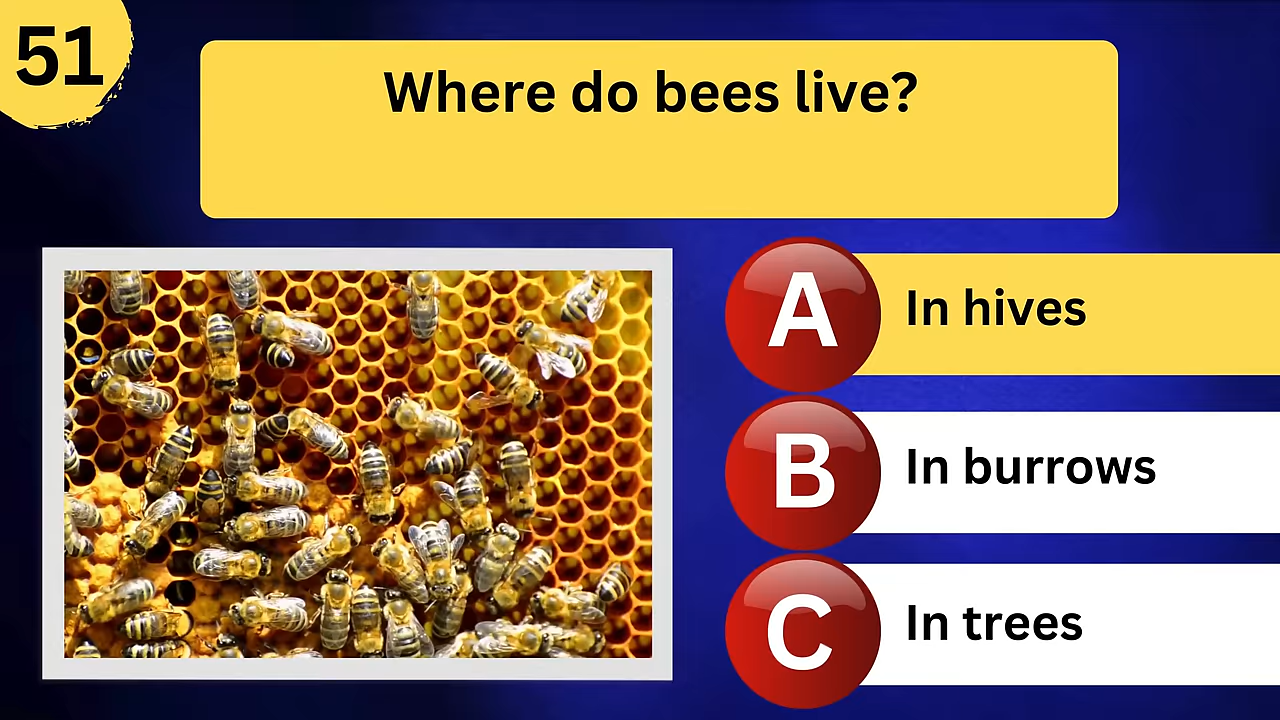 51
Where do bees live?
A In hives
B In burrows
C In trees